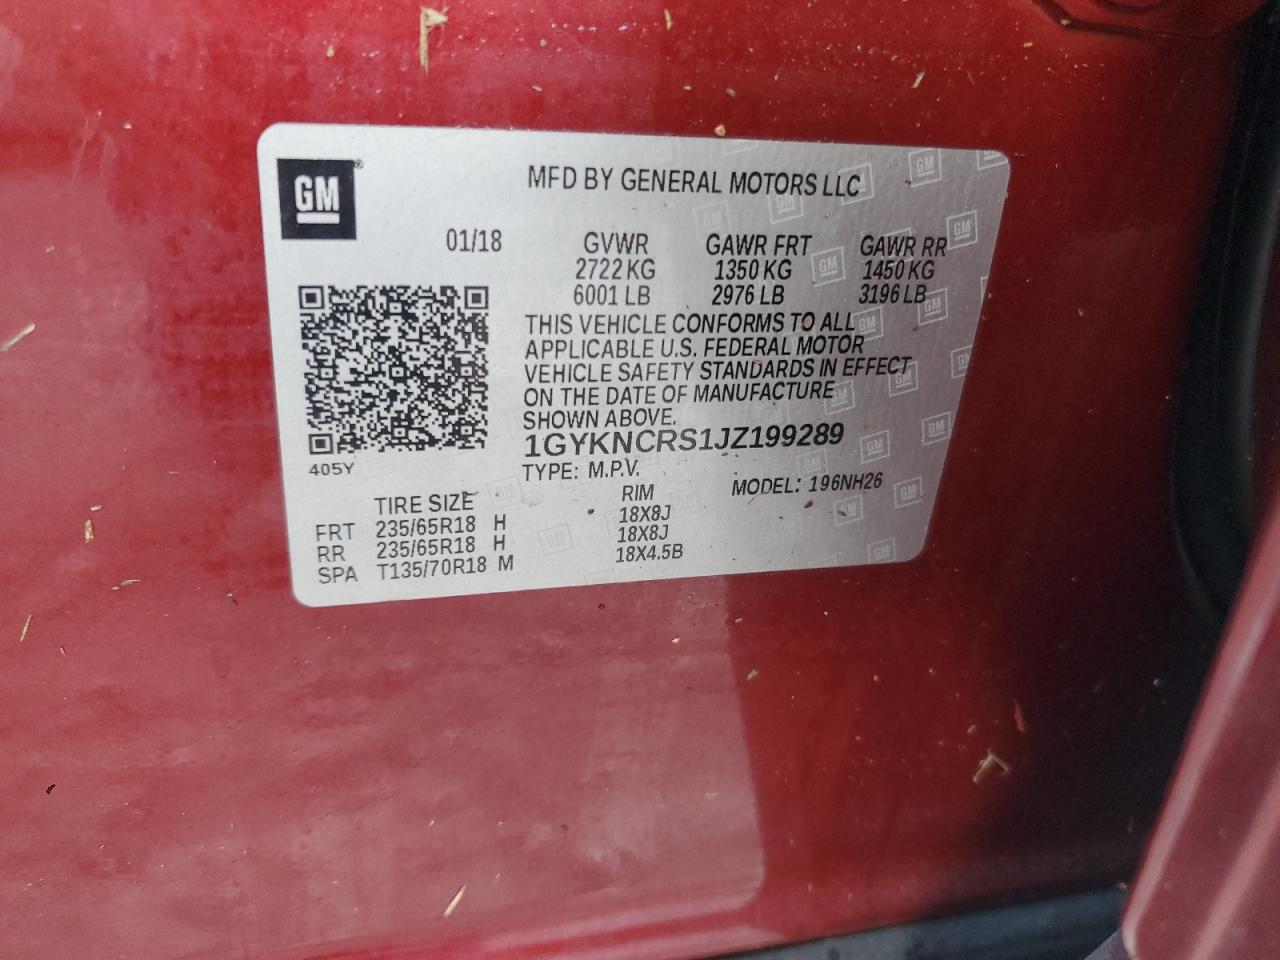 GM
MFD BY GENERAL MOTORS LLC
01/18 GVWR GAWR FRT GAWR RR
2722 KG 1350 KG 1450 KG
6001 LB 2976 LB 3196 LB
THIS VEHICLE CONFORMS TO ALL
APPLICABLE U.S. FEDERAL MOTOR
VEHICLE SAFETY STANDARDS IN EFFECT
ON THE DATE OF MANUFACTURE
SHOWN ABOVE.
1GYKNCRS1JZ199289
405Y
TYPE: M.P.V. MODEL: 196NH26
TIRE SIZE RIM
FRT 235/65R18 H 18X8J
RR 235/65R18 H 18X8J
SPA T135/70R18 M 18X4.5B